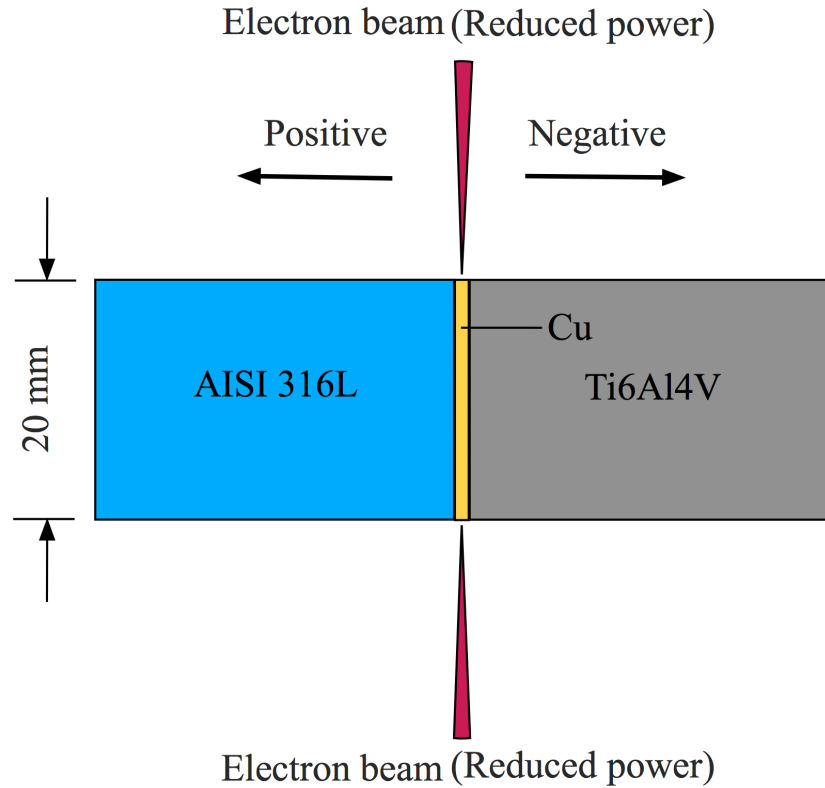 Electron beam (Reduced power)
Positive
Negative
Cu
AISI 316L
Ti6Al4V
20 mm
Electron beam (Reduced power)